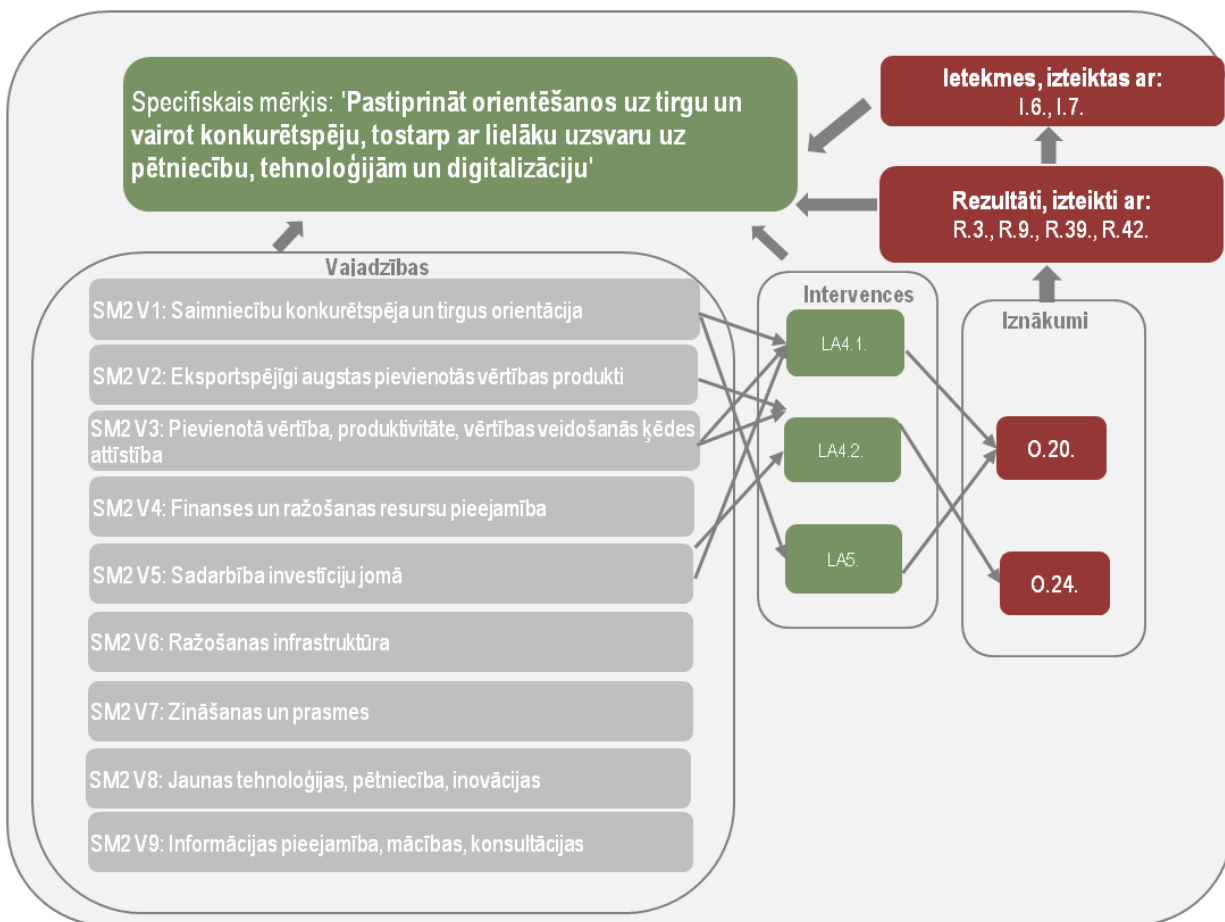 Specifiskais mērķis: 'Pastiprināt orientēšanos uz tirgu un
vairot konkurētspēju, tostarp ar lielāku uzsvaru uz
pētniecību, tehnoloģijām un digitalizāciju'
Ietekmes, izteiktas ar:
I.6., I.7.
Rezultāti, izteikti ar:
R.3., R.9., R.39., R.42.
Vajadzības
SM2 V1: Saimniecību konkurētspēja un tirgus orientācija
SM2 V2: Eksportspējīgi augstas pievienotās vērtības produkti
SM2 V3: Pievienotā vērtība, produktivitāte, vērtības veidošanās ķēdes
attīstība
SM2 V4: Finanses un ražošanas resursu pieejamība
SM2 V5: Sadarbība investīciju jomā
SM2 V6: Ražošanas infrastruktūra
SM2 V7: Zināšanas un prasmes
SM2 V8: Jaunas tehnoloģijas, pētniecība, inovācijas
SM2 V9: Informācijas pieejamība, mācības, konsultācijas
Intervences
LA4.1.
LA4.2.
LA5.
Iznākumi
O.20.
O.24.